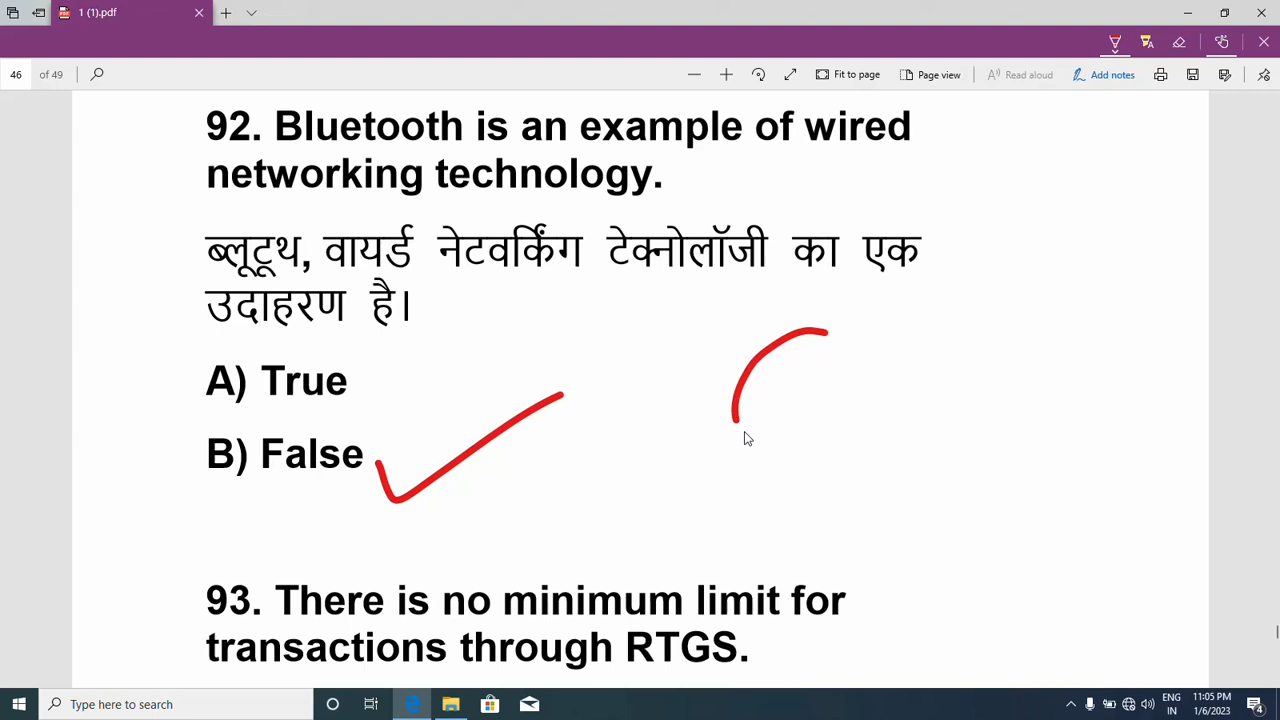 1 (1).pdf
46 of 49
Fit to page
Page view
Read aloud
Add notes
92. Bluetooth is an example of wired
networking technology.
ब्लूटूथ, वायर्ड नेटवर्किंग टेक्नोलॉजी का एक
उदाहरण है।
A) True
B) False
93. There is no minimum limit for
transactions through RTGS.
Type here to search
ENG
IN
11:05 PM
1/6/2023
4